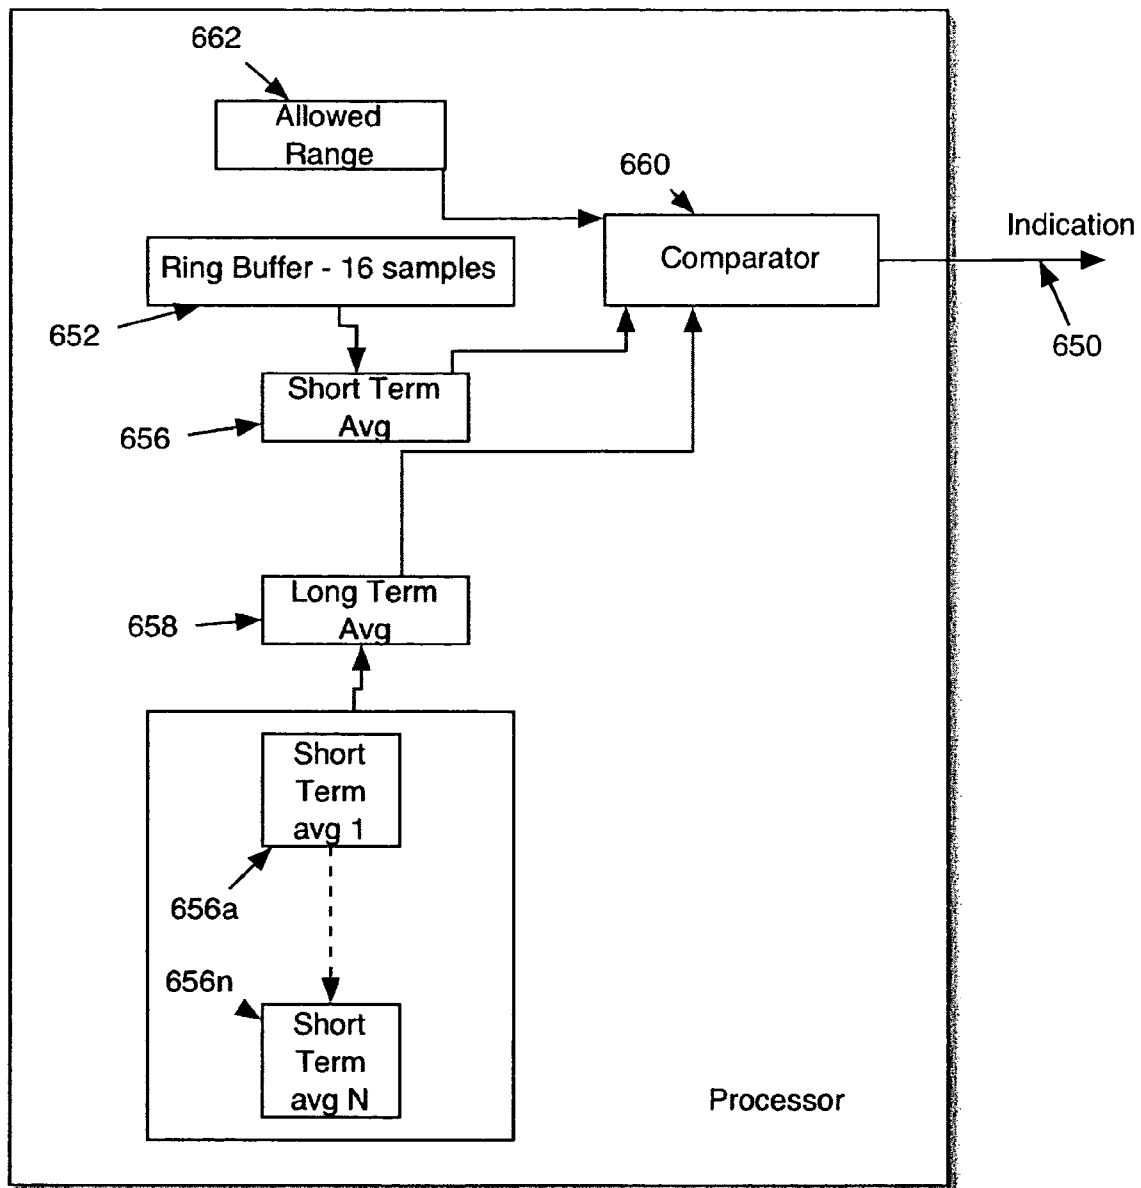 662
Allowed
Range
660
Indication
Comparator
Ring Buffer - 16 samples
652
650
Short Term
Avg
656
Long Term
Avg
658
Short
Term
avg 1
656a
656n
Short
Term
avg N
Processor